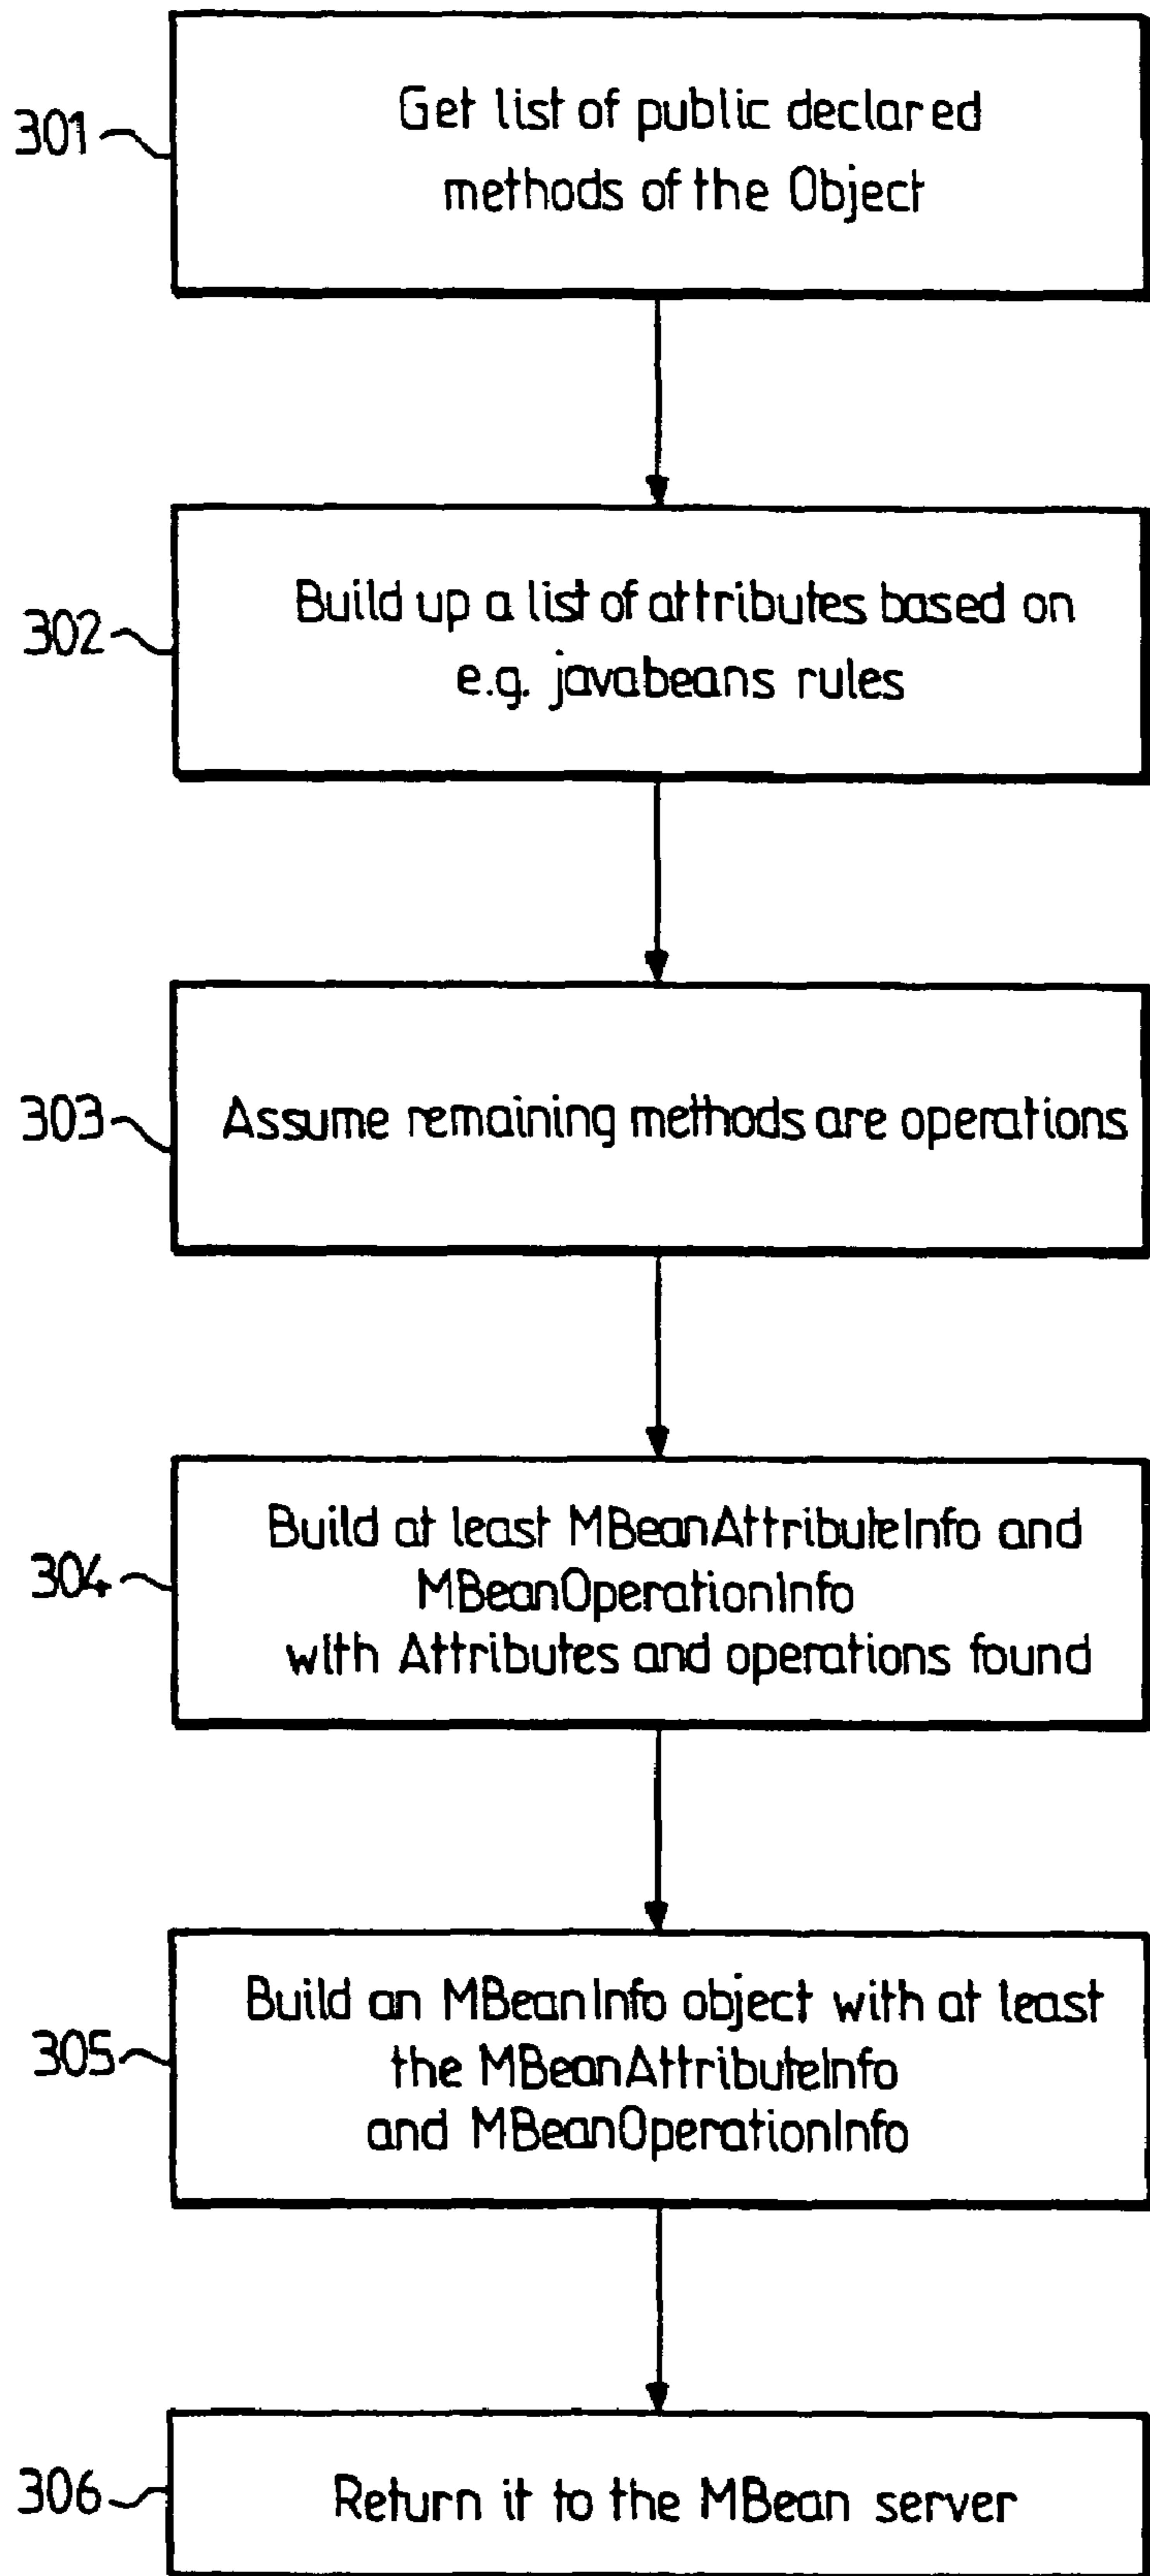 301
Get list of public declared
methods of the Object
302
Build up a list of attributes based on
e.g. javabeans rules
303
Assume remaining methods are operations
304
Build at least MBeanAttributeInfo and
MBeanOperationInfo
with Attributes and operations found
305
Build an MBeanInfo object with at least
the MBeanAttributeInfo
and MBeanOperationInfo
306
Return it to the MBean server